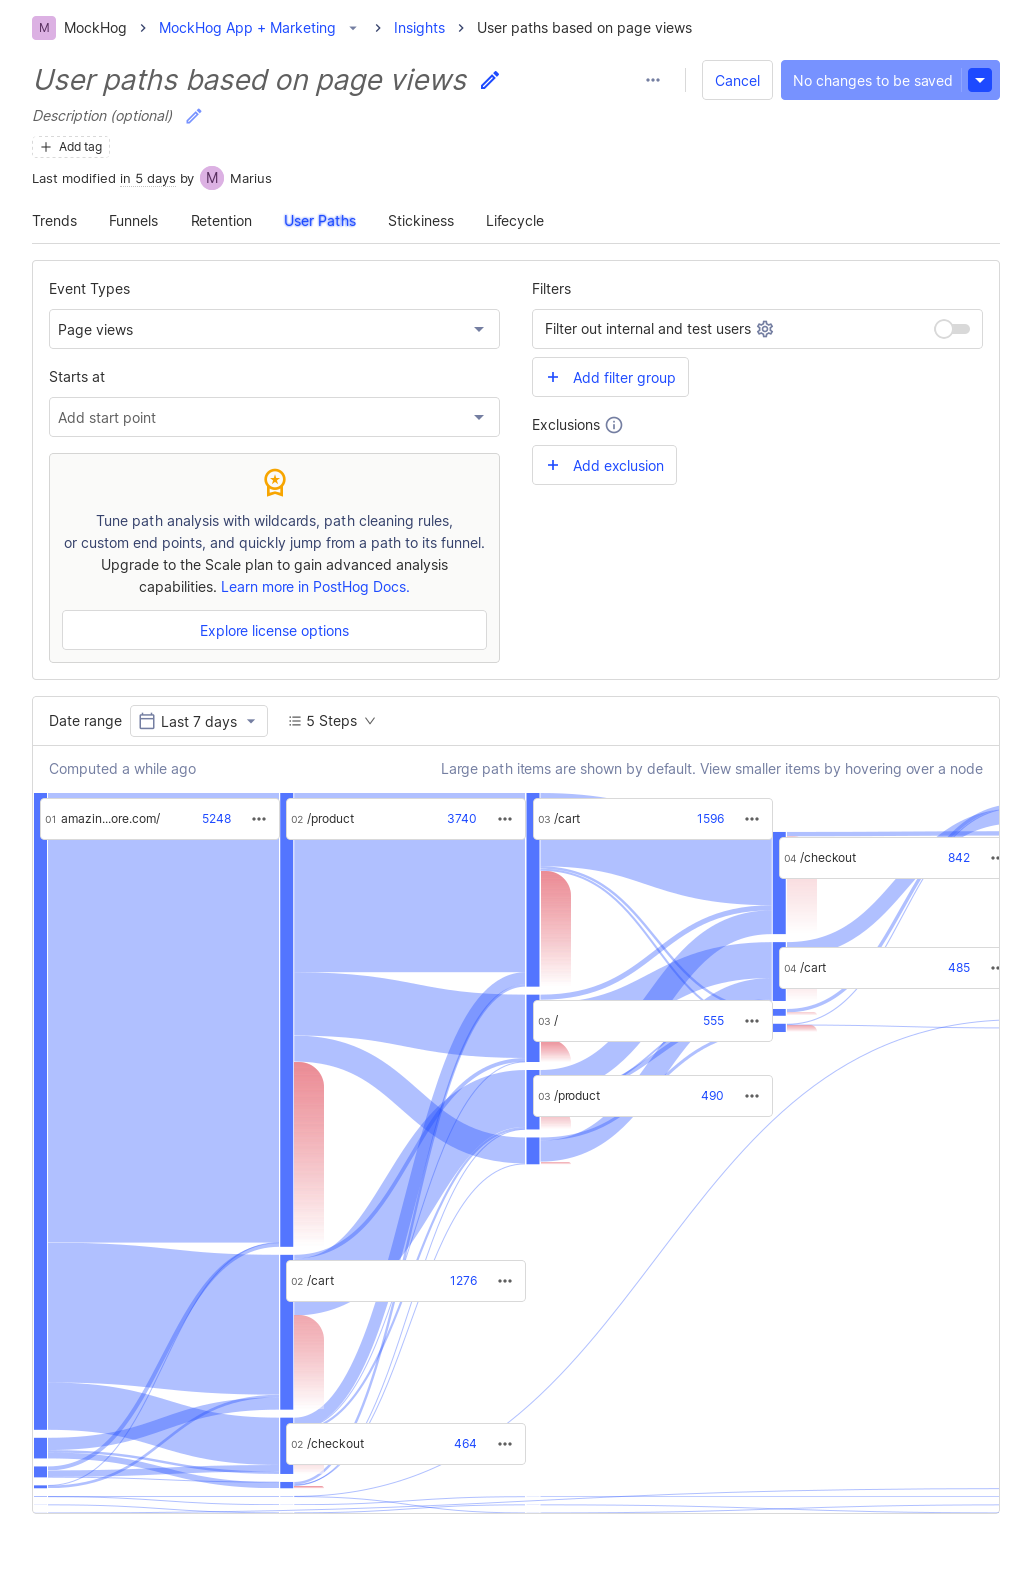 M MockHog > MockHog App + Marketing > Insights > User paths based on page views
User paths based on page views
Cancel
No changes to be saved
Description (optional)
Add tag
Last modified in 5 days by M Marius
Trends Funnels Retention User Paths Stickiness Lifecycle
Event Types
Page views
Starts at
Add start point
Tune path analysis with wildcards, path cleaning rules,
or custom end points, and quickly jump from a path to its funnel.
Upgrade to the Scale plan to gain advanced analysis
capabilities. Learn more in PostHog Docs.
Explore license options
Filters
Filter out internal and test users
+ Add filter group
Exclusions
+ Add exclusion
Date range Last 7 days 5 Steps
Computed a while ago
Large path items are shown by default. View smaller items by hovering over a node
01 amazin...ore.com/ 5248
02 /product 3740
03 /cart 1596
04 /checkout 842
04 /cart 485
03 / 555
03 /product 490
02 /cart 1276
02 /checkout 464